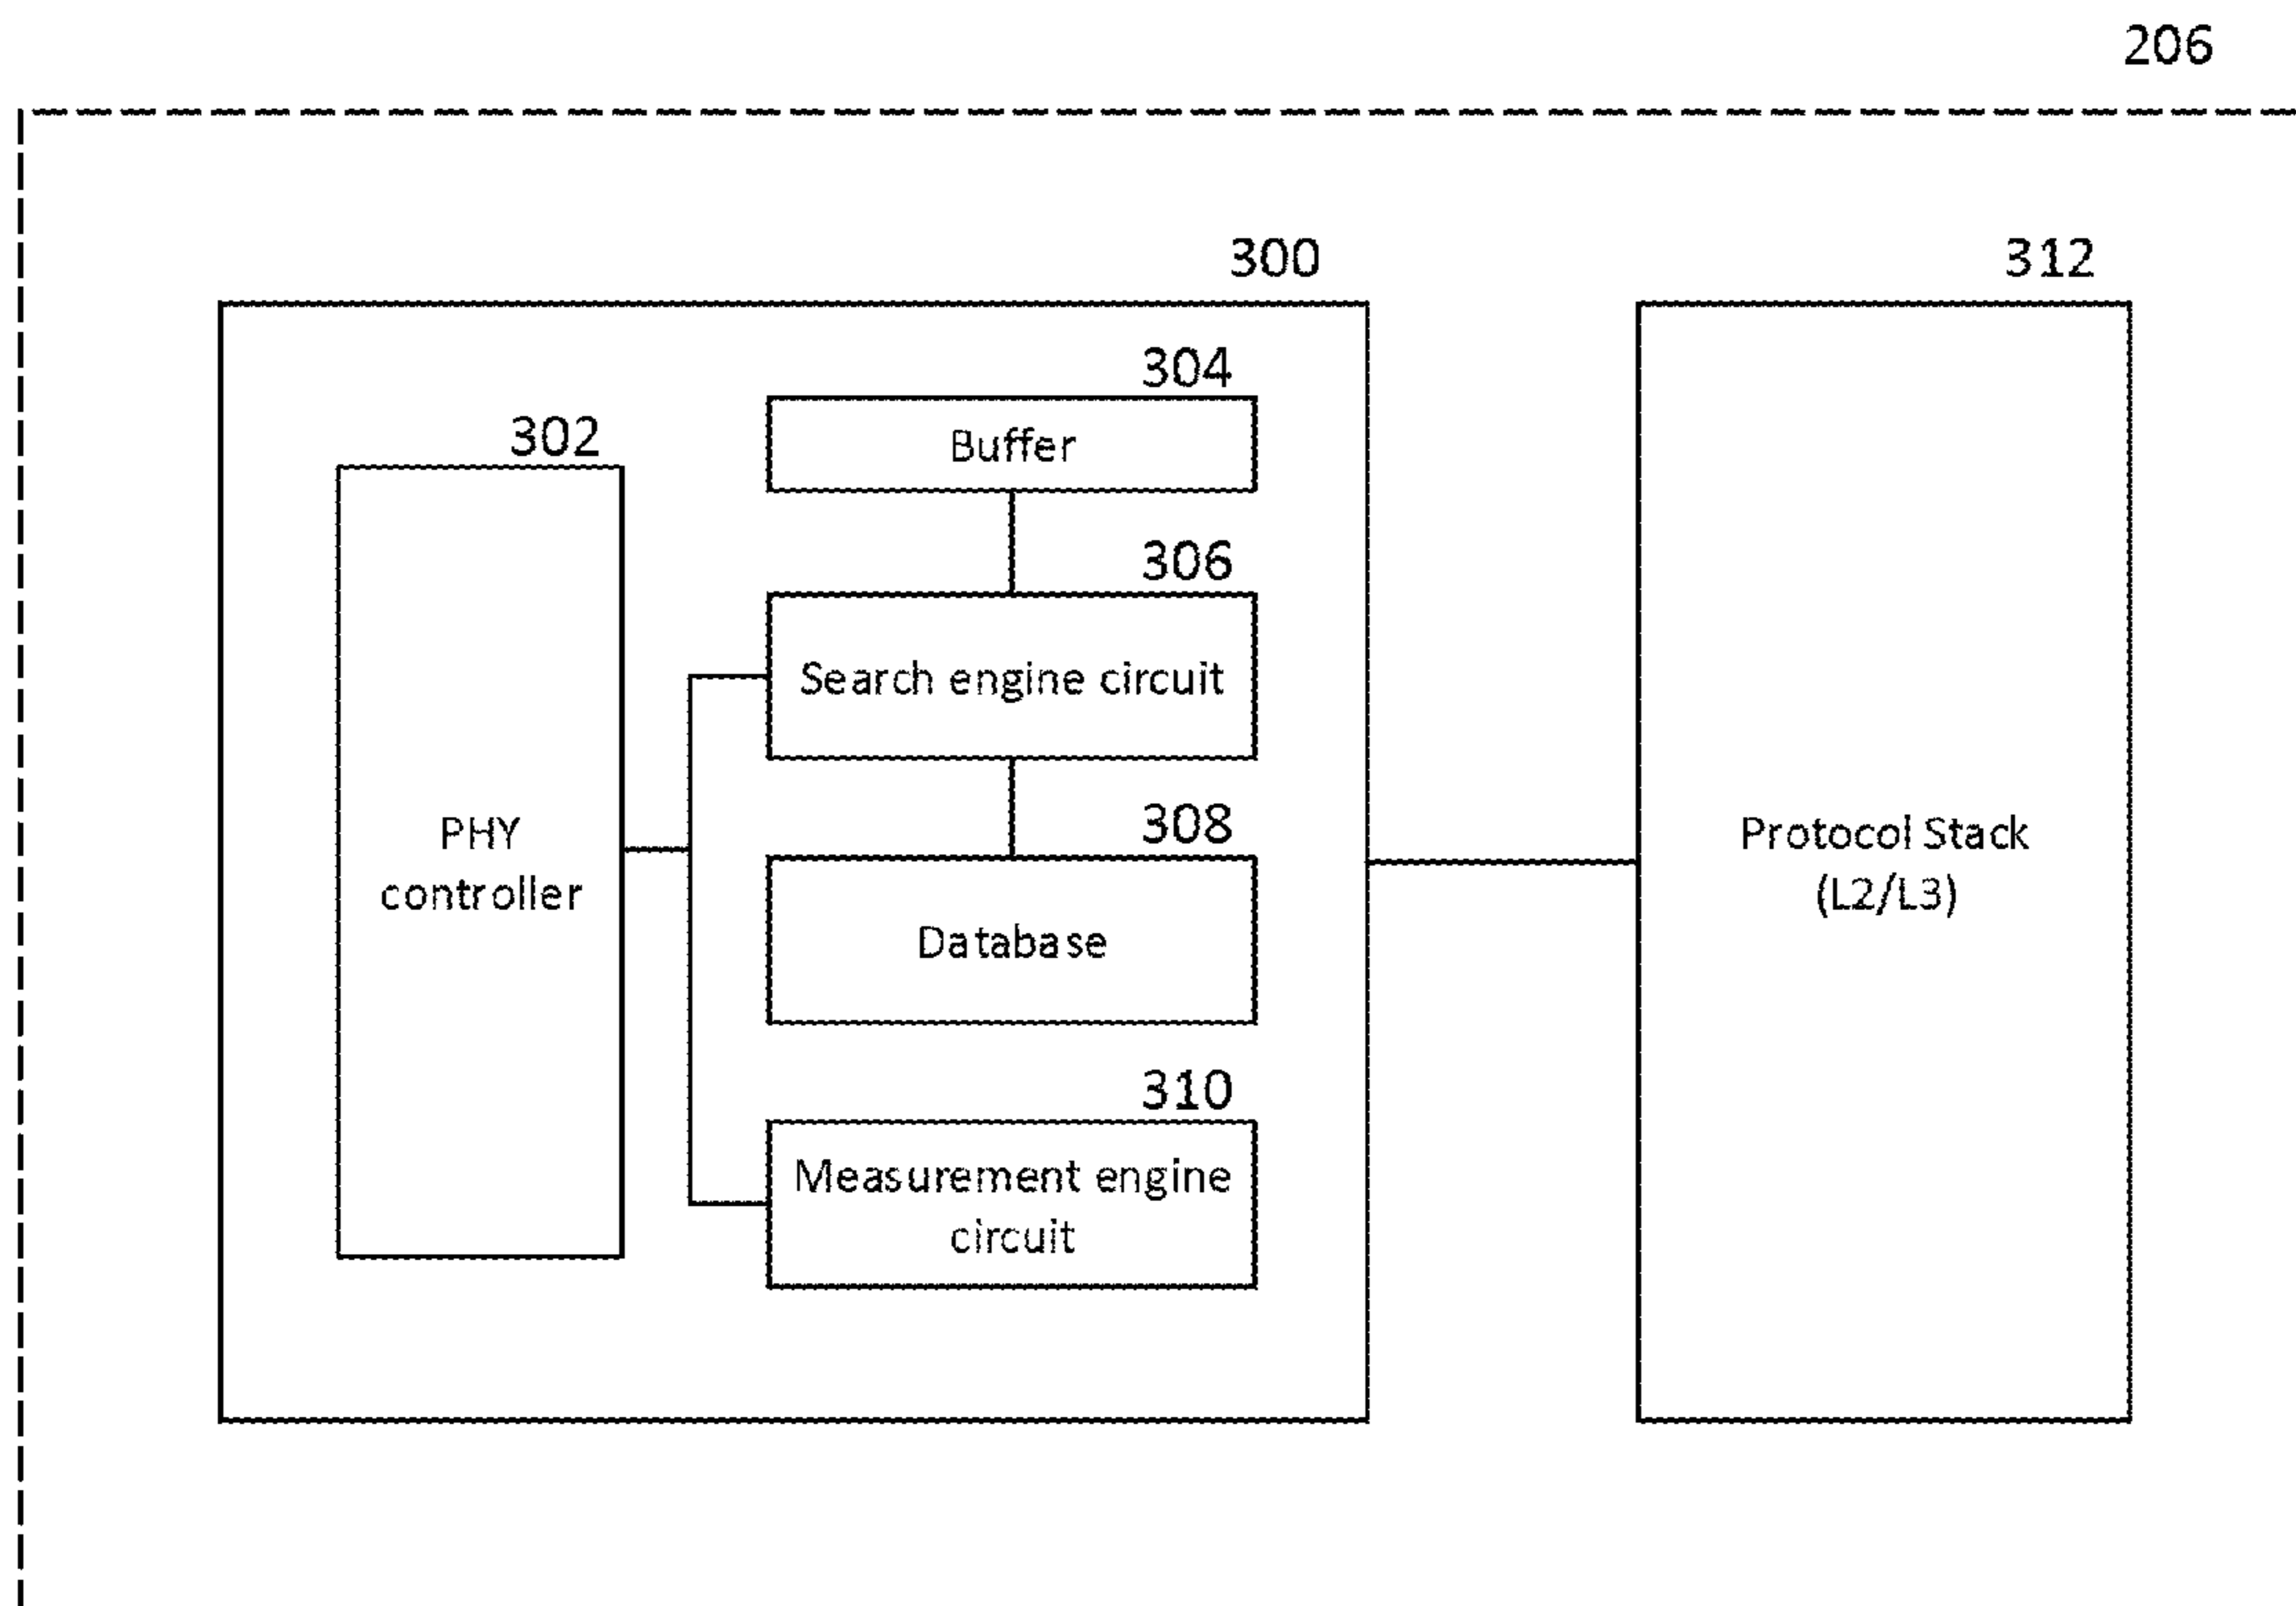 206
300
312
304
302
Buffer
306
Search engine circuit
308
PHY
controller
Protocol Stack
(L2/L3)
Database
310
Measurement engine
circuit